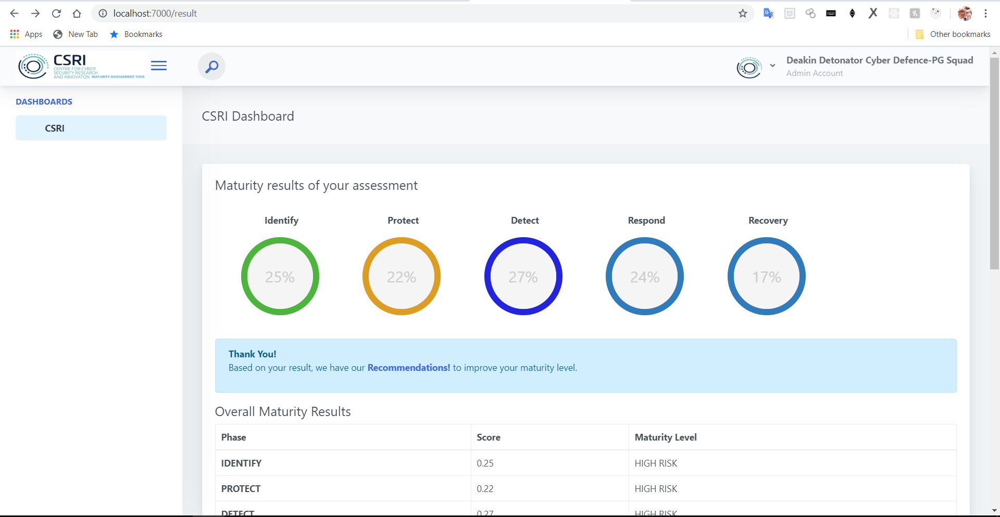 localhost:7000/result
Apps
New Tab
Bookmarks
Other bookmarks
CSRI
CENTRE FOR CYBER
SECURITY RESEARCH
AND INNOVATON MATURITY ASSESSEMENT TOOL
Deakin Detonator Cyber Defence-PG Squad
Admin Account
DASHBOARDS
CSRI
CSRI Dashboard
Maturity results of your assessment
Identify
Protect
Detect
Respond
Recovery
25%
22%
27%
24%
17%
Thank You!
Based on your result, we have our Recommendations! to improve your maturity level.
Overall Maturity Results
Phase Score Maturity Level
IDENTIFY 0.25 HIGH RISK
PROTECT 0.22 HIGH RISK
DETECT 0.27 HIGH RISK